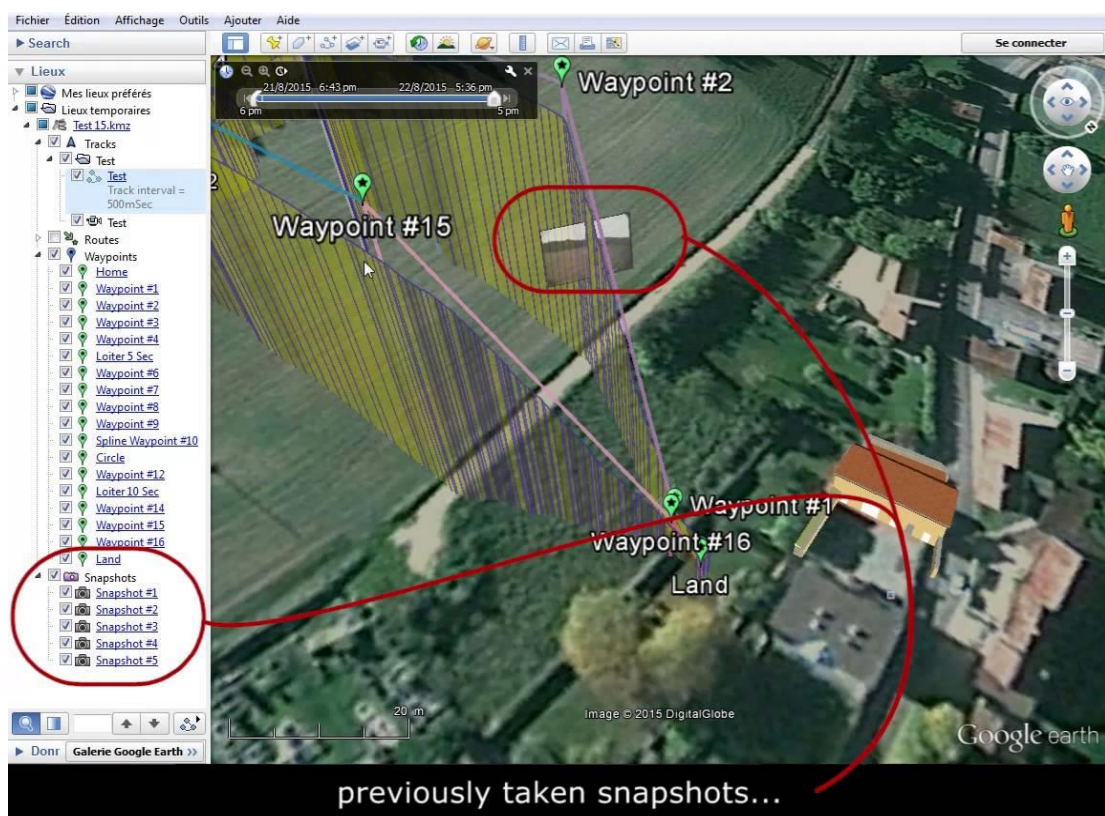 Fichier Édition Affichage Outils Ajouter Aide
Search
Se connecter
Lieux
Mes lieux préférés
Lieux temporaires
Test 15.kmz
Tracks
Test
Test
Track interval =
500mSec
Test
Routes
Waypoints
Home
Waypoint #1
Waypoint #2
Waypoint #3
Waypoint #4
Loiter 5 Sec
Waypoint #6
Waypoint #7
Waypoint #8
Waypoint #9
Spline Waypoint #10
Circle
Waypoint #12
Loiter 10 Sec
Waypoint #14
Waypoint #15
Waypoint #16
Land
Snapshots
Snapshot #1
Snapshot #2
Snapshot #3
Snapshot #4
Snapshot #5
Donr Galerie Google Earth >>
21/8/2015 6:43 pm 22/8/2015 5:36 pm
6 pm 5 pm
Waypoint #2
2
Waypoint #15
Waypoint #1
Waypoint #16
Land
20 m
Image © 2015 DigitalGlobe
Google earth
previously taken snapshots...